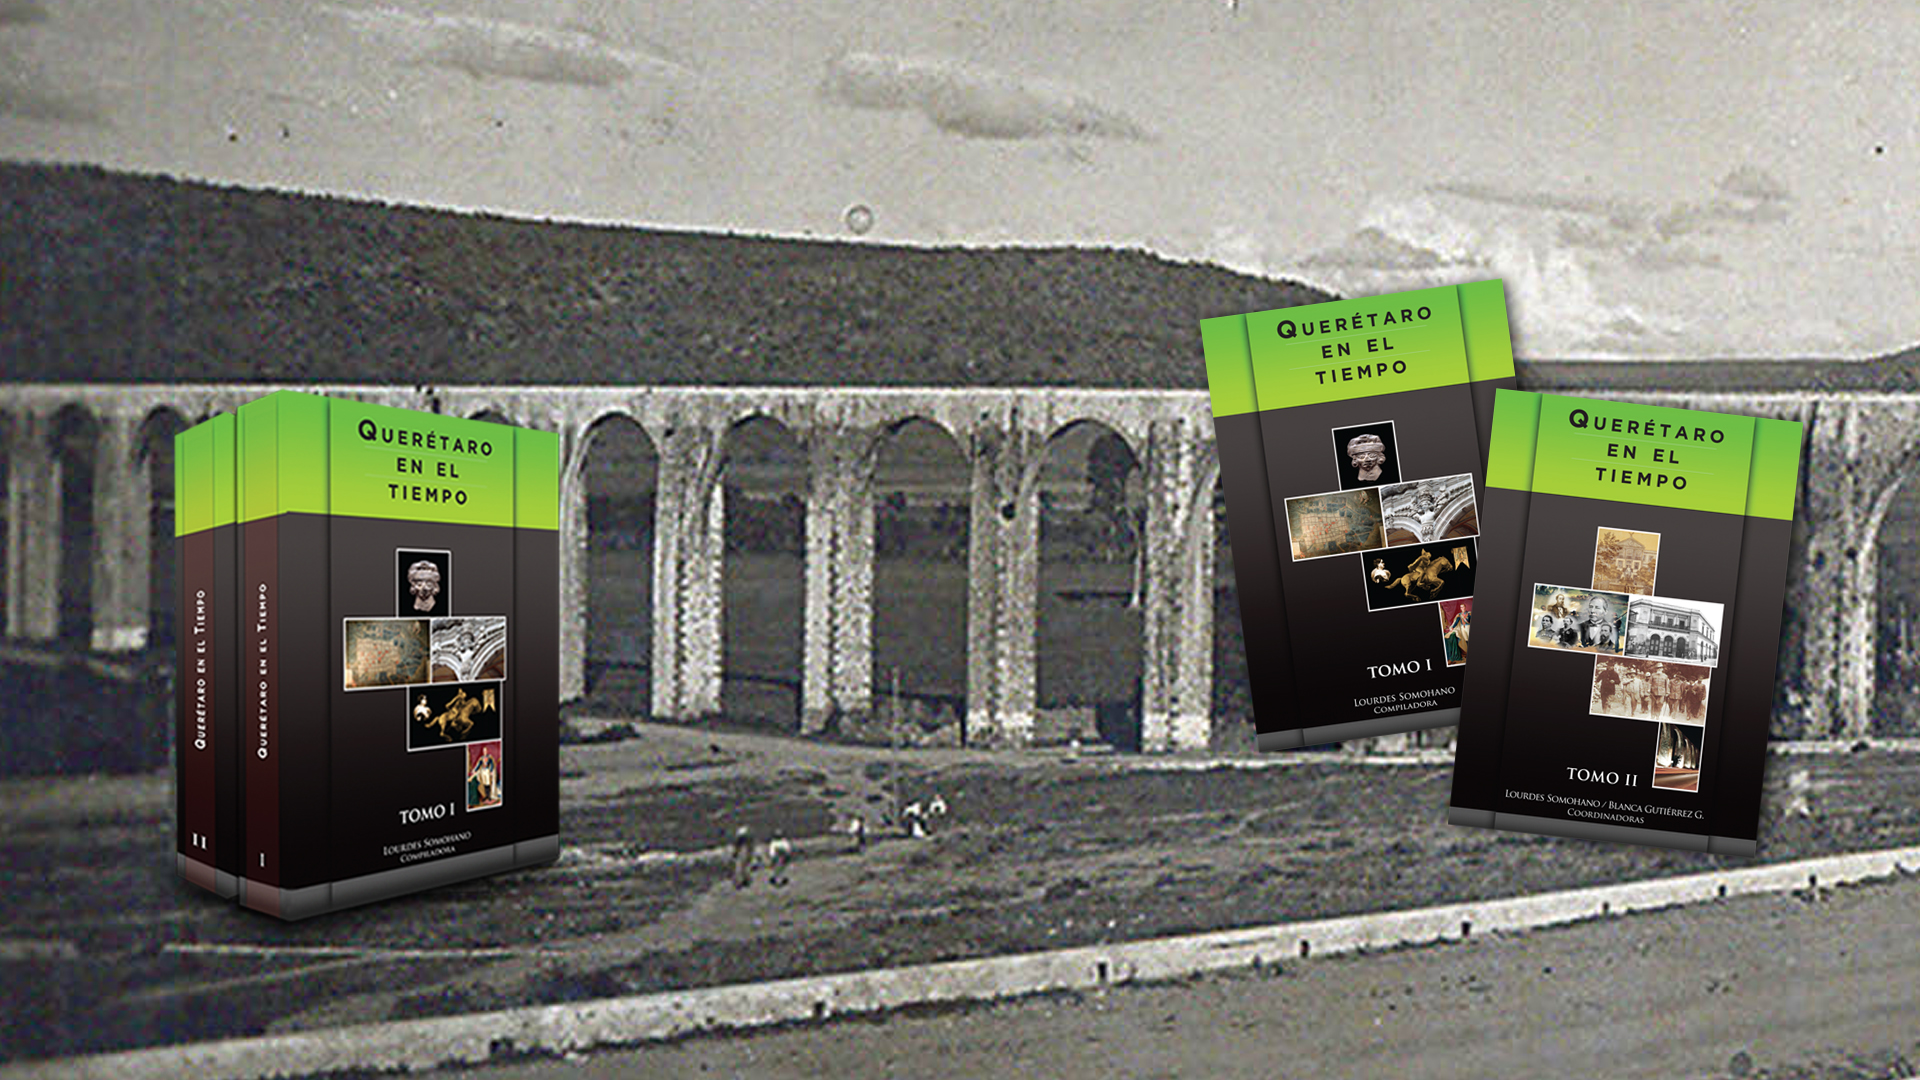 QUERÉTARO EN EL TIEMPO
II
QUERÉTARO EN EL TIEMPO
I
QUERÉTARO
EN EL
TIEMPO
TOMO I
LOURDES SOMOHANO
COMPILADORA
QUERÉTARO
EN EL
TIEMPO
TOMO I
LOURDES SOMOHANO
COMPILADORA
QUERÉTARO
EN EL
TIEMPO
TOMO II
LOURDES SOMOHANO / BLANCA GUTIÉRREZ G.
COORDINADORAS